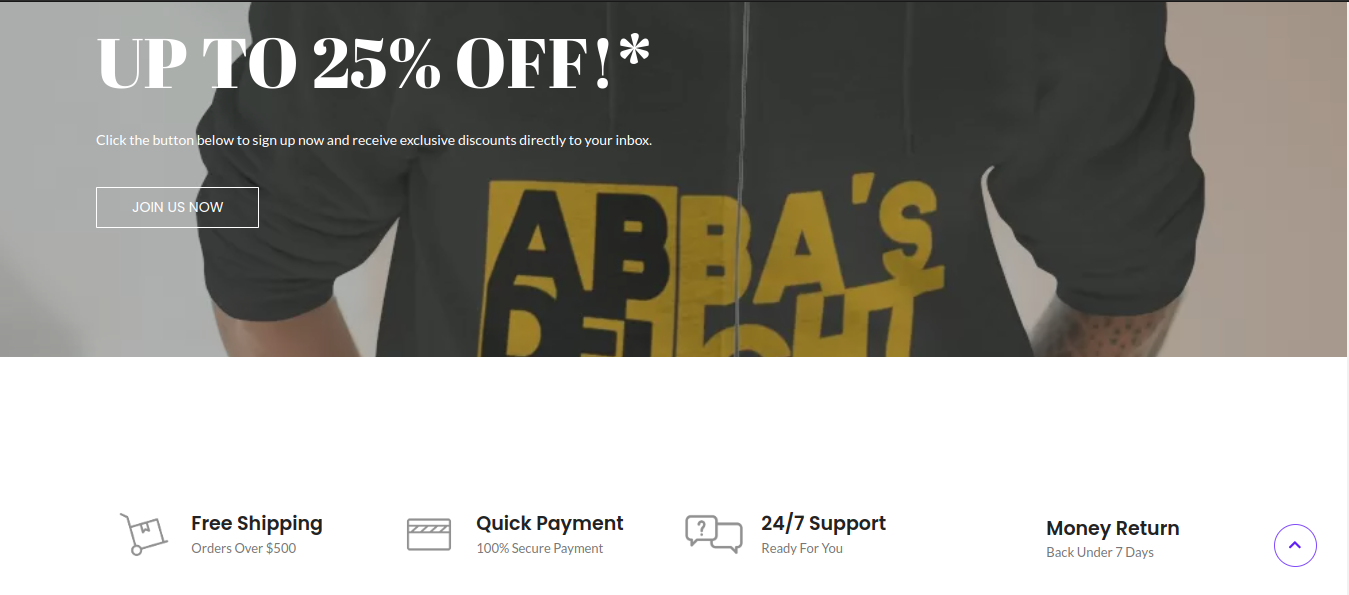 UP TO 25% OFF!*
Click the button below to sign up now and receive exclusive discounts directly to your inbox.
JOIN US NOW
ABBA'S
DELIGHT
?
Free Shipping
Orders Over $500
Quick Payment
100% Secure Payment
24/7 Support
Ready For You
Money Return
Back Under 7 Days